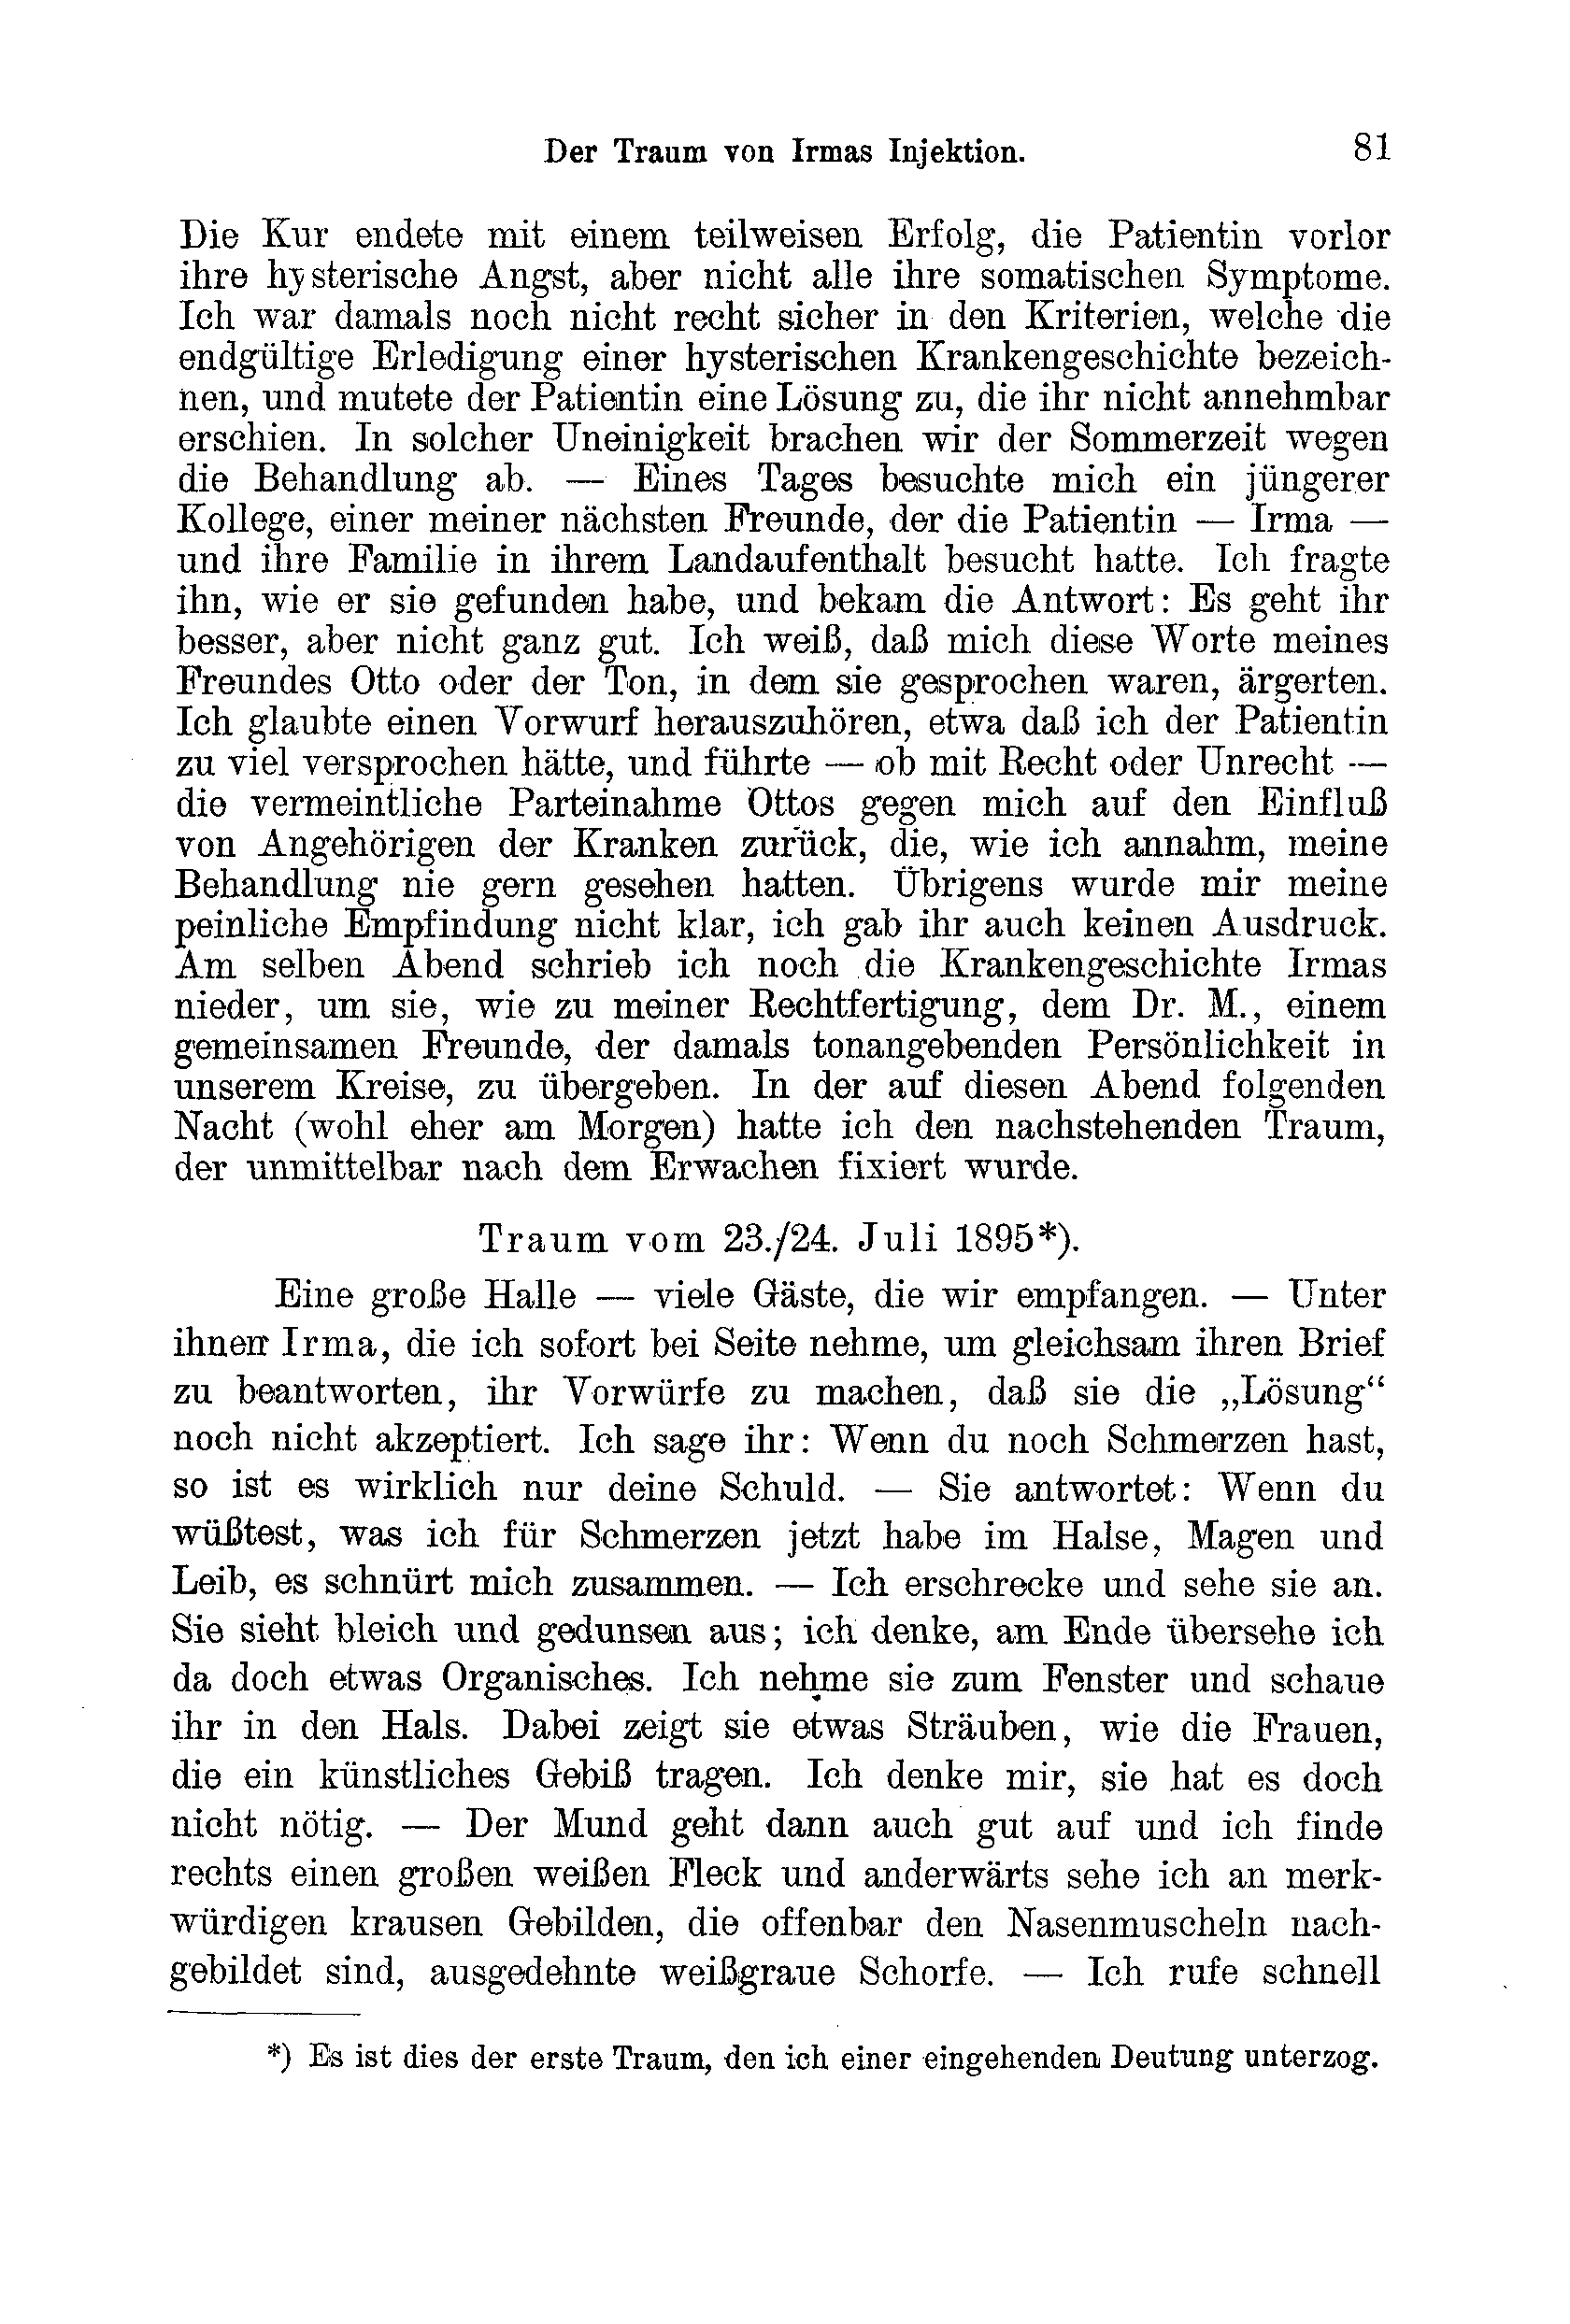 Der Traum von Irmas Injektion. 81
Die Kur endete mit einem teilweisen Erfolg, die Patientin vorlor
ihre hysterische Angst, aber nicht alle ihre somatischen Symptome.
Ich war damals noch nicht recht sicher in den Kriterien, welche die
endgültige Erledigung einer hysterischen Krankengeschichte bezeich-
nen, und mutete der Patientin eine Lösung zu, die ihr nicht annehmbar
erschien. In solcher Uneinigkeit brachen wir der Sommerzeit wegen
die Behandlung ab. — Eines Tages besuchte mich ein jüngerer
Kollege, einer meiner nächsten Freunde, der die Patientin — Irma —
und ihre Familie in ihrem Landaufenthalt besucht hatte. Ich fragte
ihn, wie er sie gefunden habe, und bekam die Antwort: Es geht ihr
besser, aber nicht ganz gut. Ich weiß, daß mich diese Worte meines
Freundes Otto oder der Ton, in dem sie gesprochen waren, ärgerten.
Ich glaubte einen Vorwurf herauszuhören, etwa daß ich der Patientin
zu viel versprochen hätte, und führte — ob mit Recht oder Unrecht —
die vermeintliche Parteinahme Ottos gegen mich auf den Einfluß
von Angehörigen der Kranken zurück, die, wie ich annahm, meine
Behandlung nie gern gesehen hatten. Übrigens wurde mir meine
peinliche Empfindung nicht klar, ich gab ihr auch keinen Ausdruck.
Am selben Abend schrieb ich noch die Krankengeschichte Irmas
nieder, um sie, wie zu meiner Rechtfertigung, dem Dr. M., einem
gemeinsamen Freunde, der damals tonangebenden Persönlichkeit in
unserem Kreise, zu übergeben. In der auf diesen Abend folgenden
Nacht (wohl eher am Morgen) hatte ich den nachstehenden Traum,
der unmittelbar nach dem Erwachen fixiert wurde.
Traum vom 23./24. Juli 1895*).
Eine große Halle — viele Gäste, die wir empfangen. — Unter
ihnen Irma, die ich sofort bei Seite nehme, um gleichsam ihren Brief
zu beantworten, ihr Vorwürfe zu machen, daß sie die „Lösung“
noch nicht akzeptiert. Ich sage ihr: Wenn du noch Schmerzen hast,
so ist es wirklich nur deine Schuld. — Sie antwortet: Wenn du
wüßtest, was ich für Schmerzen jetzt habe im Halse, Magen und
Leib, es schnürt mich zusammen. — Ich erschrecke und sehe sie an.
Sie sieht bleich und gedunsen aus; ich denke, am Ende übersehe ich
da doch etwas Organisches. Ich nehme sie zum Fenster und schaue
ihr in den Hals. Dabei zeigt sie etwas Sträuben, wie die Frauen,
die ein künstliches Gebiß tragen. Ich denke mir, sie hat es doch
nicht nötig. — Der Mund geht dann auch gut auf und ich finde
rechts einen großen weißen Fleck und anderwärts sehe ich an merk-
würdigen krausen Gebilden, die offenbar den Nasenmuscheln nach-
gebildet sind, ausgedehnte weißgraue Schorfe. — Ich rufe schnell
*) Es ist dies der erste Traum, den ich einer eingehenden Deutung unterzog.